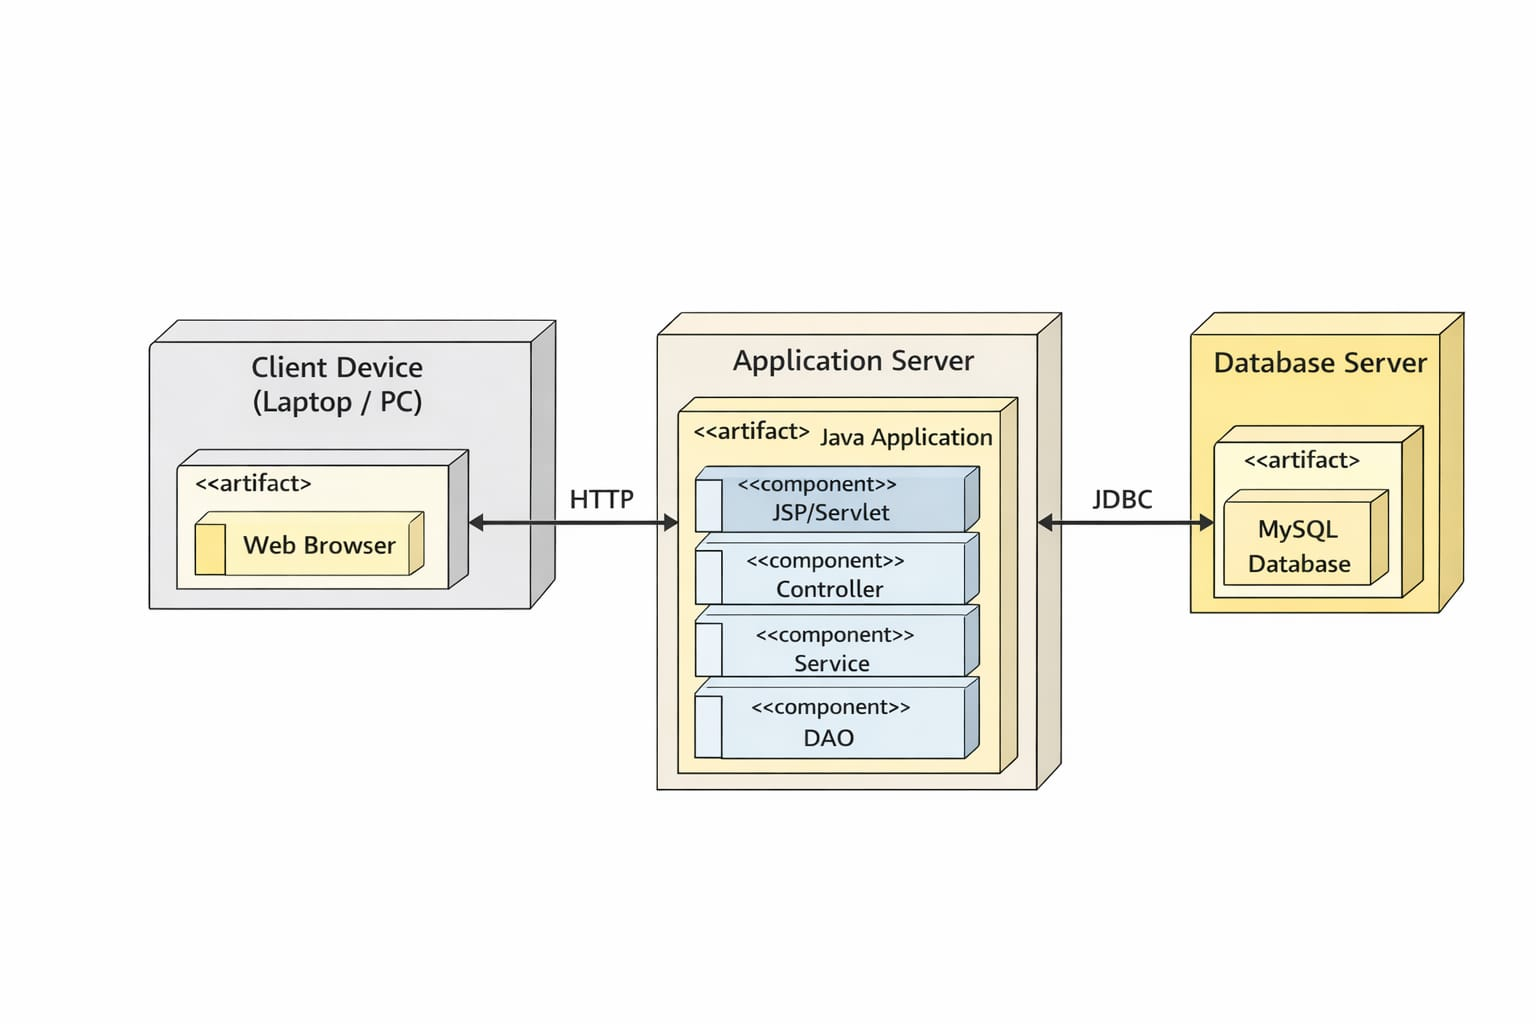 Client Device
(Laptop / PC)
<<artifact>>
Web Browser
HTTP
Application Server
<<artifact>> Java Application
<<component>>
JSP/Servlet
<<component>>
Controller
<<component>>
Service
<<component>>
DAO
JDBC
Database Server
<<artifact>>
MySQL
Database